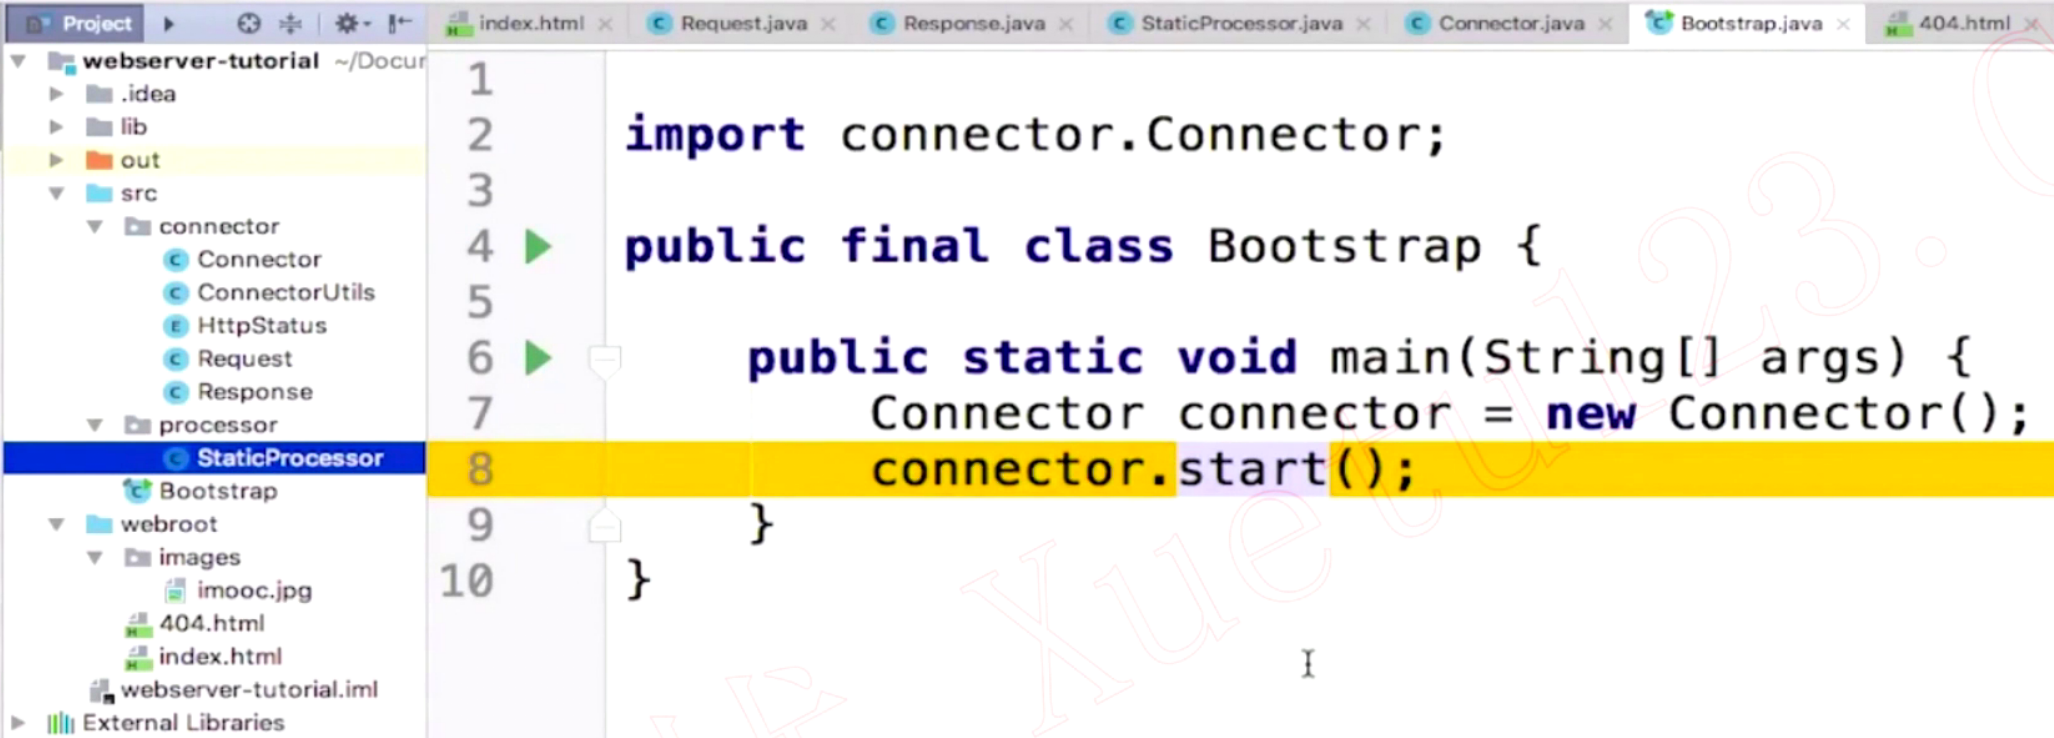 Project
index.html
Request.java
Response.java
StaticProcessor.java
Connector.java
Bootstrap.java
404.html
webserver-tutorial ~/Docur
.idea
lib
out
src
connector
Connector
ConnectorUtils
HttpStatus
Request
Response
processor
StaticProcessor
Bootstrap
webroot
images
imooc.jpg
404.html
index.html
webserver-tutorial.iml
External Libraries
1
2 import connector.Connector;
3
4 public final class Bootstrap {
5
6 public static void main(String[] args) {
7 Connector connector = new Connector();
8 connector.start();
9 }
10 }
Xuetu123.